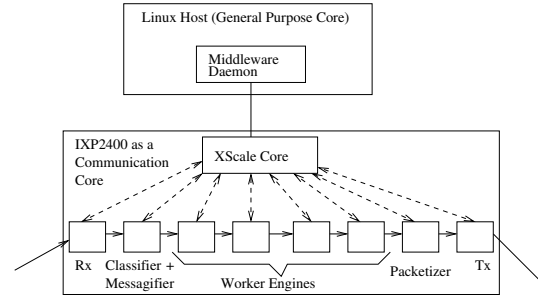 Linux Host (General Purpose Core)
Middleware
Daemon
IXP2400 as a
Communication
Core
XScale Core
Rx
Classifier +
Messagifier
Worker Engines
Packetizer
Tx